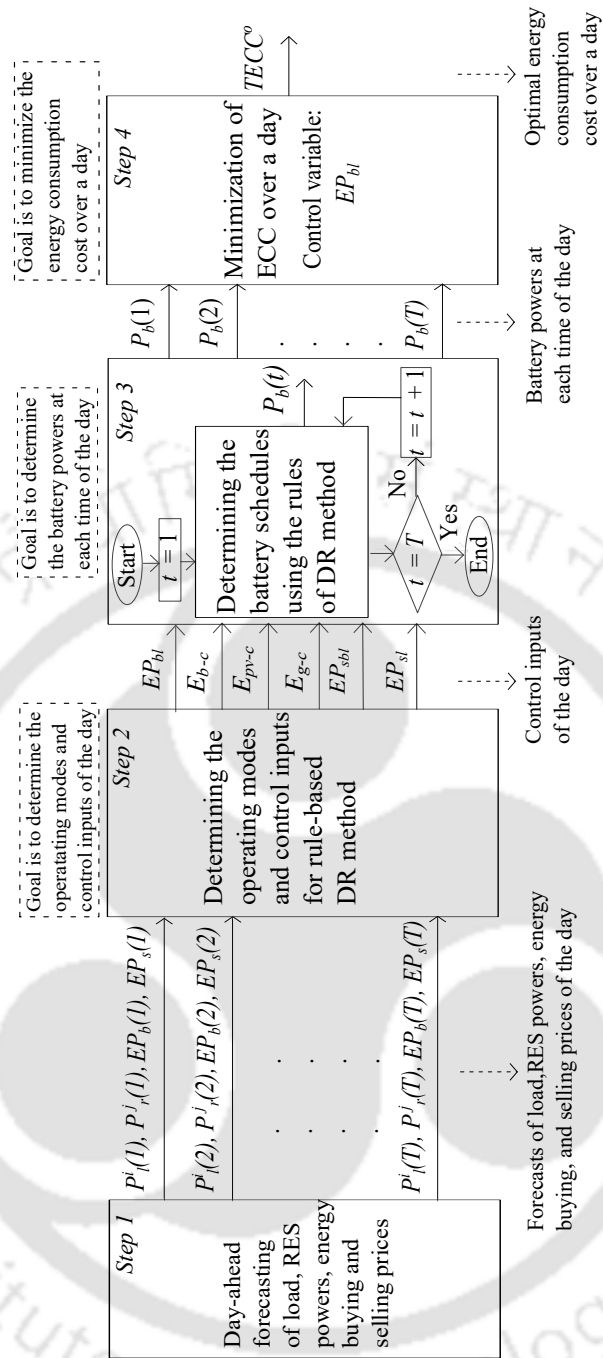 Step 1
Day-ahead
forecasting
of load, RES
powers, energy
buying and
selling prices
P^i_l(1), P^j_r(1), EP_b(1), EP_s(1)
P^i_l(2), P^j_r(2), EP_b(2), EP_s(2)
. .
. .
. .
. .
P^i_l(T), P^j_r(T), EP_b(T), EP_s(T)
Forecasts of load,RES powers, energy
buying, and selling prices of the day
Goal is to determine the
operatating modes and
control inputs of the day
Step 2
Determining the
operating modes
and control inputs
for rule-based
DR method
EP_bl
E_b-c
E_pv-c
E_g-c
EP_sbl
EP_sl
Control inputs
of the day
Goal is to determine
the battery powers at
each time of the day
Step 3
Start
t = 1
Determining the
battery schedules
using the rules
of DR method
P_b(t)
t = T
No
t = t + 1
Yes
End
P_b(1)
P_b(2)
. .
. .
. .
. .
P_b(T)
Battery powers at
each time of the day
Goal is to minimize the
energy consumption
cost over a day
Step 4
Minimization of
ECC over a day
Control variable:
EP_bl
TECC^o
Optimal energy
consumption
cost over a day